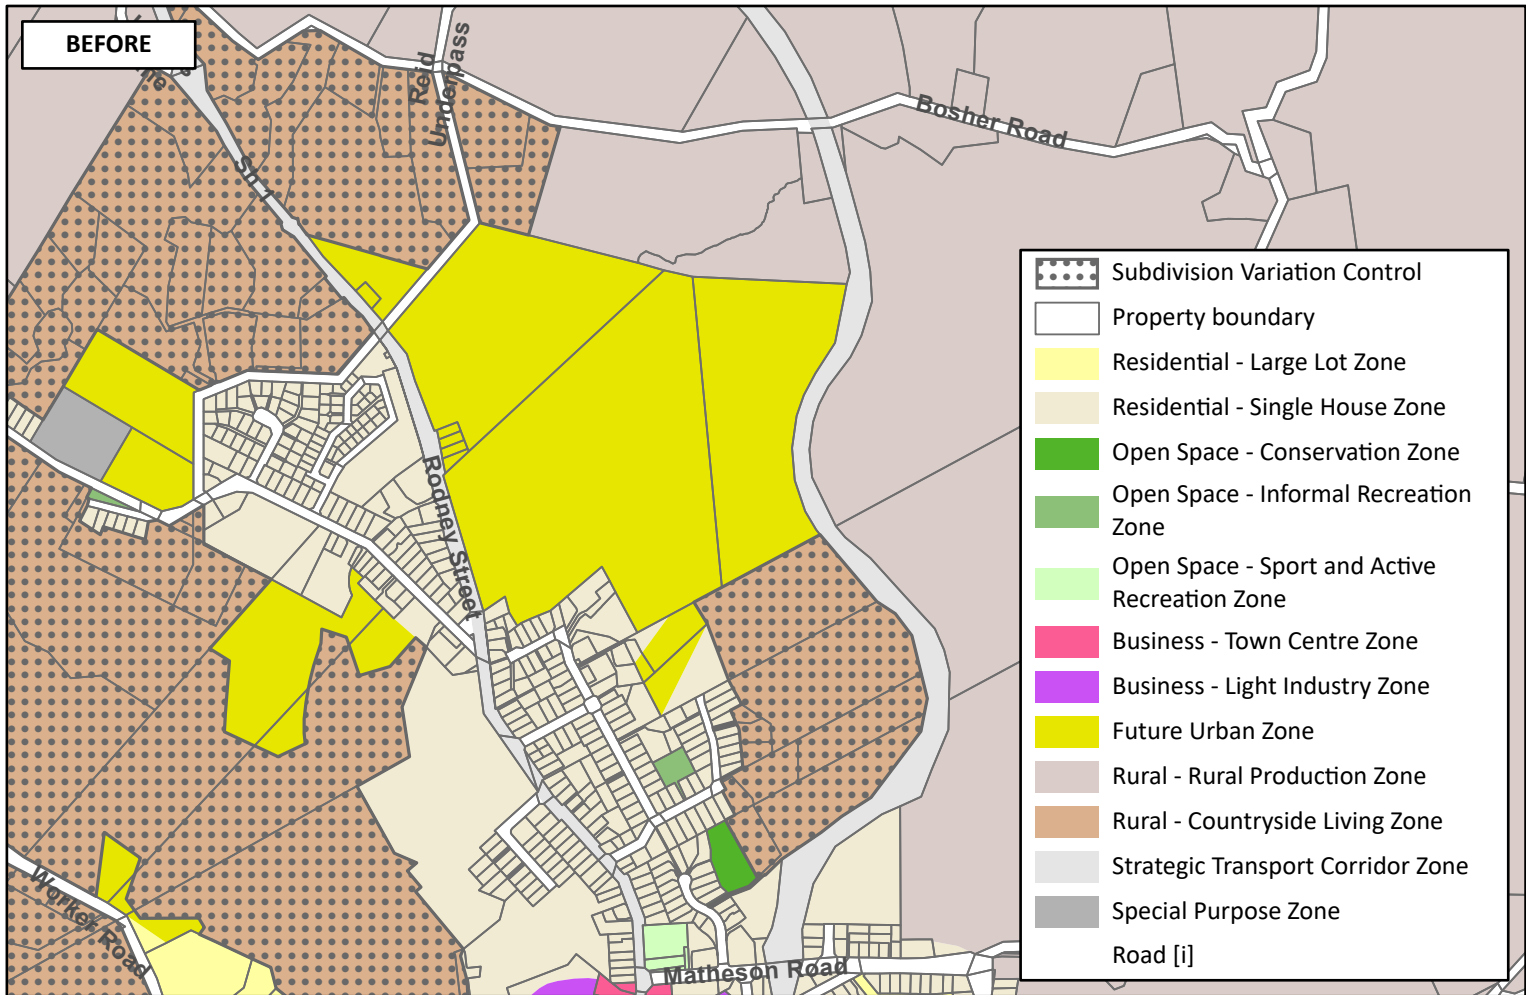 BEFORE
Reid
Underpass
Bosher Road
Sh 1
Rodney Street
Worker Road
Matheson Road
Subdivision Variation Control
Property boundary
Residential - Large Lot Zone
Residential - Single House Zone
Open Space - Conservation Zone
Open Space - Informal Recreation
Zone
Open Space - Sport and Active
Recreation Zone
Business - Town Centre Zone
Business - Light Industry Zone
Future Urban Zone
Rural - Rural Production Zone
Rural - Countryside Living Zone
Strategic Transport Corridor Zone
Special Purpose Zone
Road [i]